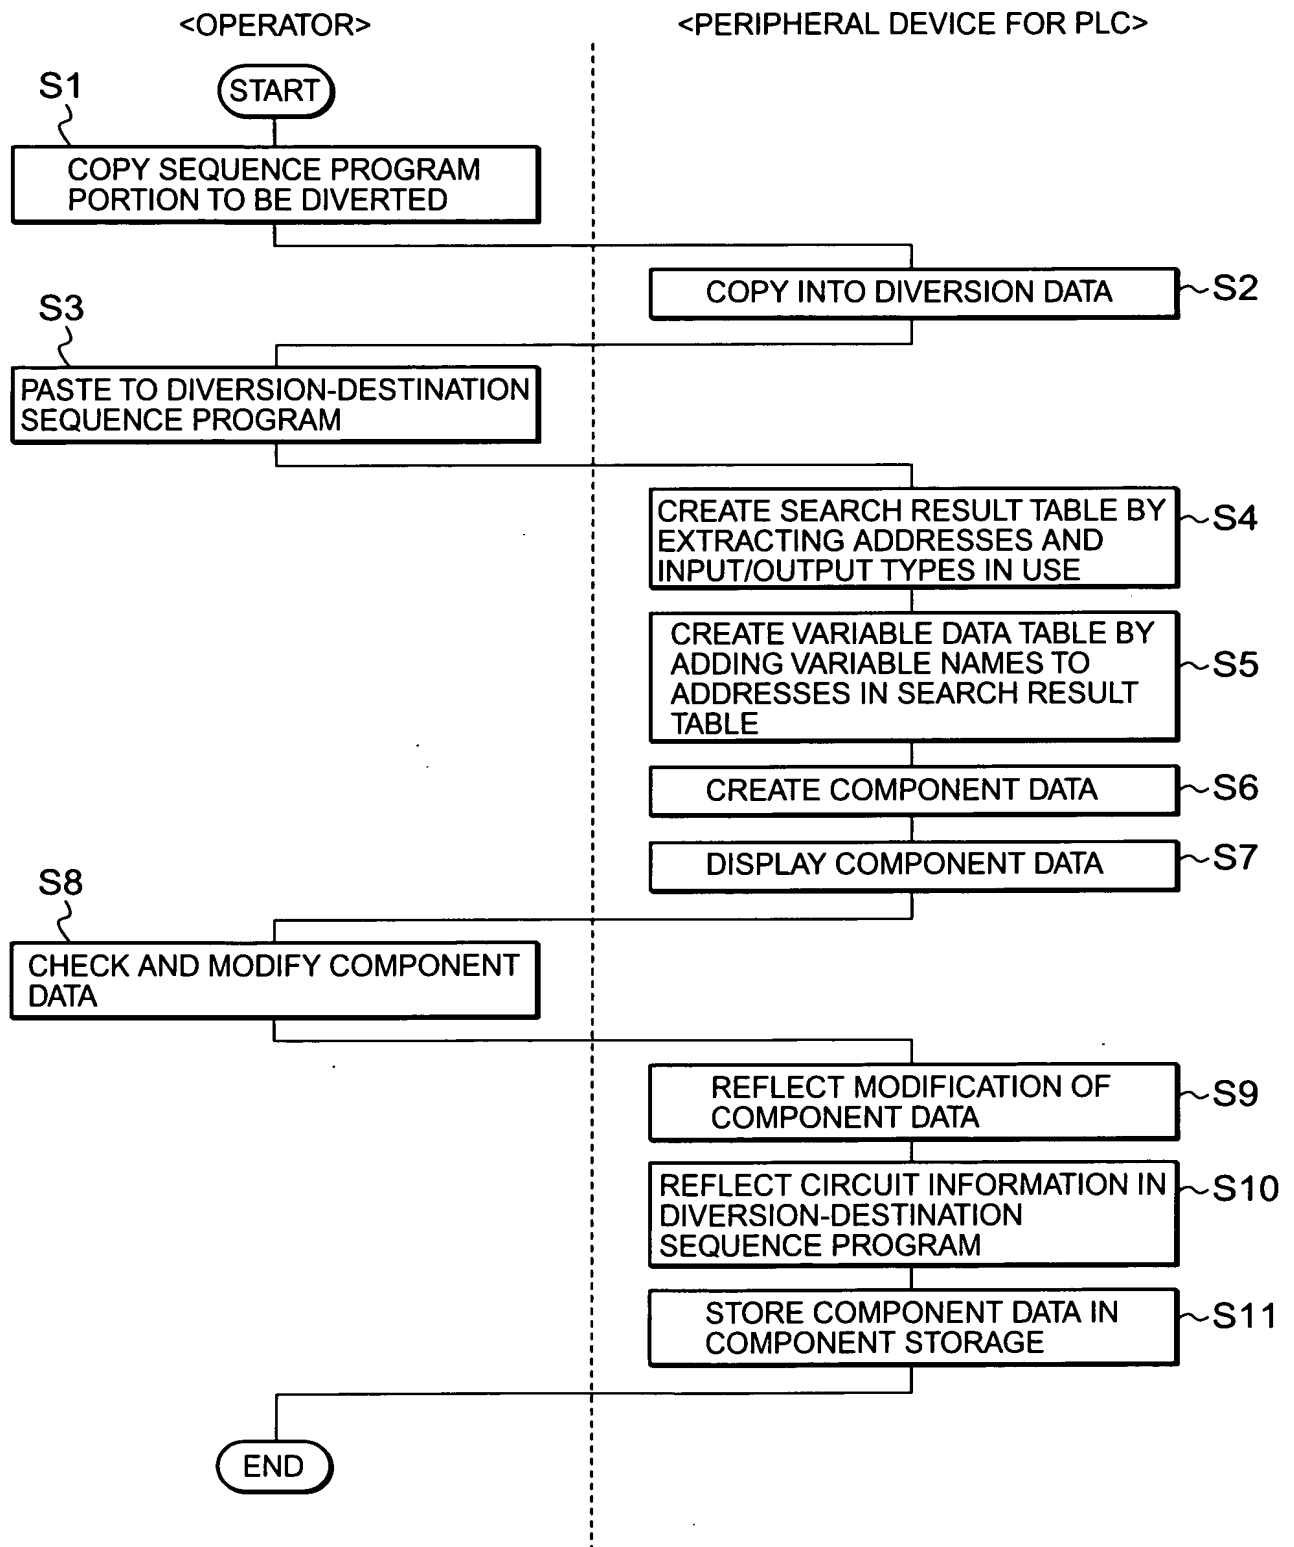 <OPERATOR>
<PERIPHERAL DEVICE FOR PLC>
START
S1
COPY SEQUENCE PROGRAM
PORTION TO BE DIVERTED
COPY INTO DIVERSION DATA
S2
S3
PASTE TO DIVERSION-DESTINATION
SEQUENCE PROGRAM
CREATE SEARCH RESULT TABLE BY
EXTRACTING ADDRESSES AND
INPUT/OUTPUT TYPES IN USE
S4
CREATE VARIABLE DATA TABLE BY
ADDING VARIABLE NAMES TO
ADDRESSES IN SEARCH RESULT
TABLE
S5
CREATE COMPONENT DATA
S6
DISPLAY COMPONENT DATA
S7
S8
CHECK AND MODIFY COMPONENT
DATA
REFLECT MODIFICATION OF
COMPONENT DATA
S9
REFLECT CIRCUIT INFORMATION IN
DIVERSION-DESTINATION
SEQUENCE PROGRAM
S10
STORE COMPONENT DATA IN
COMPONENT STORAGE
S11
END